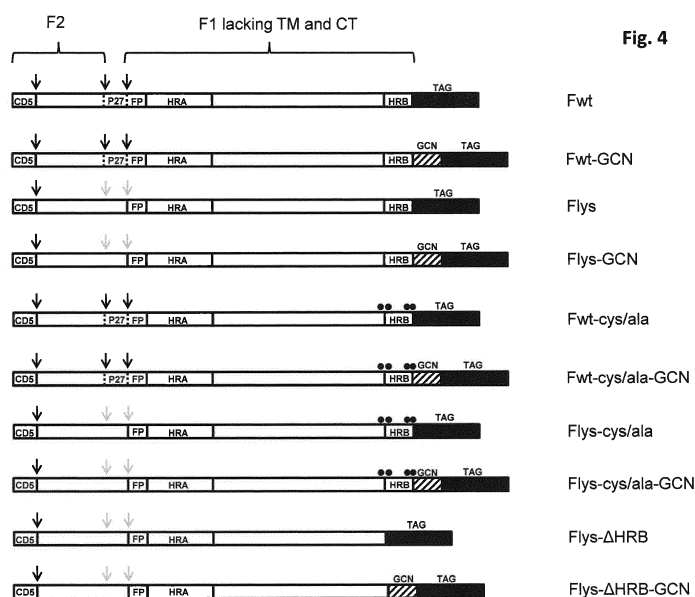 F2 F1 lacking TM and CT
Fig. 4
TAG
CD5 P27 FP HRA HRB Fwt
GCN TAG
CD5 P27 FP HRA HRB Fwt-GCN
TAG
CD5 FP HRA HRB Flys
GCN TAG
CD5 FP HRA HRB Flys-GCN
TAG
CD5 P27 FP HRA HRB Fwt-cys/ala
GCN TAG
CD5 P27 FP HRA HRB Fwt-cys/ala-GCN
TAG
CD5 FP HRA HRB Flys-cys/ala
GCN TAG
CD5 FP HRA HRB Flys-cys/ala-GCN
TAG
CD5 FP HRA Flys-ΔHRB
GCN TAG
CD5 FP HRA Flys-ΔHRB-GCN